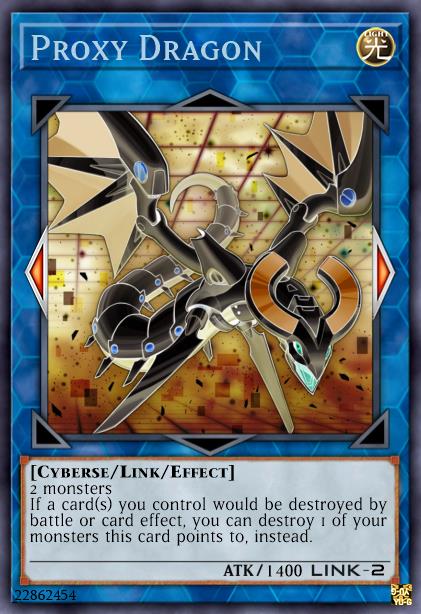 PROXY DRAGON
LIGHT
光
[CYBERSE/LINK/EFFECT]
2 monsters
If a card(s) you control would be destroyed by
battle or card effect, you can destroy 1 of your
monsters this card points to, instead.
ATK/1400 LINK-2
22862454